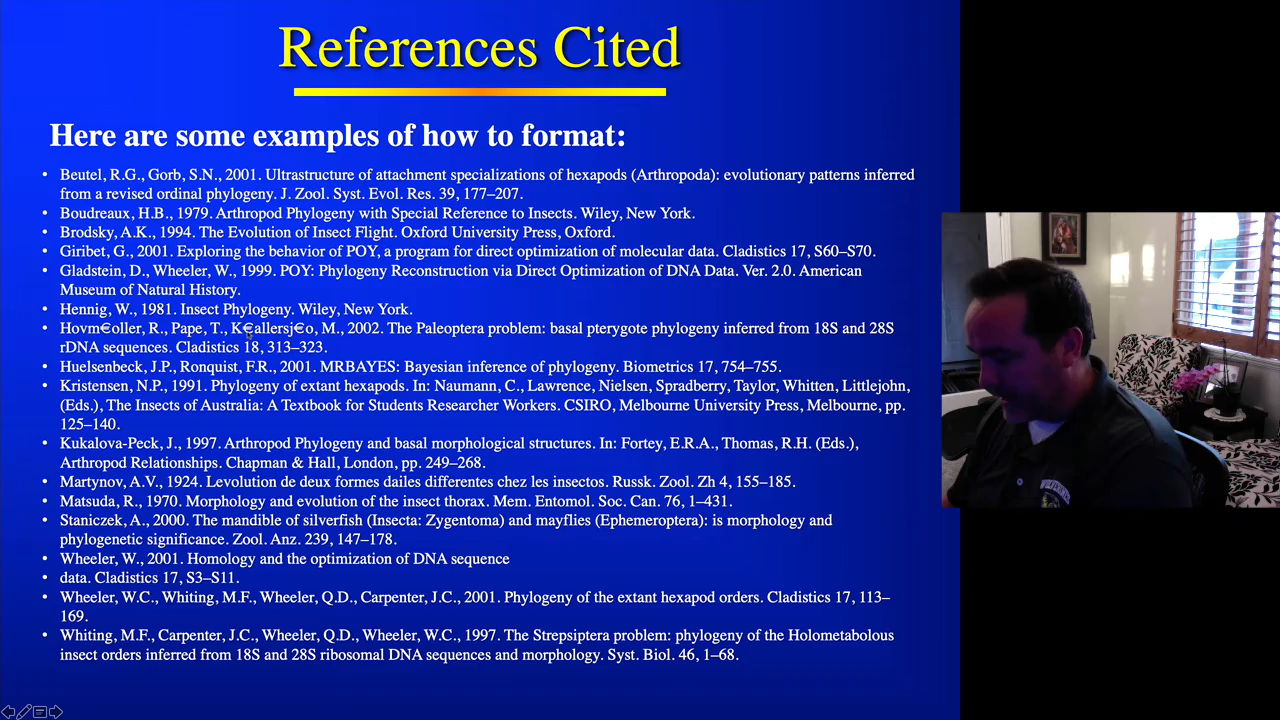 References Cited
Here are some examples of how to format:
• Beutel, R.G., Gorb, S.N., 2001. Ultrastructure of attachment specializations of hexapods (Arthropoda): evolutionary patterns inferred
from a revised ordinal phylogeny. J. Zool. Syst. Evol. Res. 39, 177–207.
• Boudreaux, H.B., 1979. Arthropod Phylogeny with Special Reference to Insects. Wiley, New York.
• Brodsky, A.K., 1994. The Evolution of Insect Flight. Oxford University Press, Oxford.
• Giribet, G., 2001. Exploring the behavior of POY, a program for direct optimization of molecular data. Cladistics 17, S60–S70.
• Gladstein, D., Wheeler, W., 1999. POY: Phylogeny Reconstruction via Direct Optimization of DNA Data. Ver. 2.0. American
Museum of Natural History.
• Hennig, W., 1981. Insect Phylogeny. Wiley, New York.
• Hovm€oller, R., Pape, T., K€allersj€o, M., 2002. The Paleoptera problem: basal pterygote phylogeny inferred from 18S and 28S
rDNA sequences. Cladistics 18, 313–323.
• Huelsenbeck, J.P., Ronquist, F.R., 2001. MRBAYES: Bayesian inference of phylogeny. Biometrics 17, 754–755.
• Kristensen, N.P., 1991. Phylogeny of extant hexapods. In: Naumann, C., Lawrence, Nielsen, Spradberry, Taylor, Whitten, Littlejohn,
(Eds.), The Insects of Australia: A Textbook for Students Researcher Workers. CSIRO, Melbourne University Press, Melbourne, pp.
125–140.
• Kukalova-Peck, J., 1997. Arthropod Phylogeny and basal morphological structures. In: Fortey, E.R.A., Thomas, R.H. (Eds.),
Arthropod Relationships. Chapman & Hall, London, pp. 249–268.
• Martynov, A.V., 1924. Levolution de deux formes dailes differentes chez les insectos. Russk. Zool. Zh 4, 155–185.
• Matsuda, R., 1970. Morphology and evolution of the insect thorax. Mem. Entomol. Soc. Can. 76, 1–431.
• Staniczek, A., 2000. The mandible of silverfish (Insecta: Zygentoma) and mayflies (Ephemeroptera): is morphology and
phylogenetic significance. Zool. Anz. 239, 147–178.
• Wheeler, W., 2001. Homology and the optimization of DNA sequence
• data. Cladistics 17, S3–S11.
• Wheeler, W.C., Whiting, M.F., Wheeler, Q.D., Carpenter, J.C., 2001. Phylogeny of the extant hexapod orders. Cladistics 17, 113–
169.
• Whiting, M.F., Carpenter, J.C., Wheeler, Q.D., Wheeler, W.C., 1997. The Strepsiptera problem: phylogeny of the Holometabolous
insect orders inferred from 18S and 28S ribosomal DNA sequences and morphology. Syst. Biol. 46, 1–68.